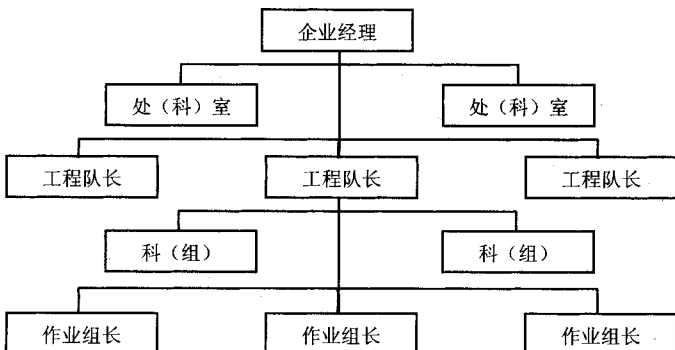 企业经理
处（科）室
处（科）室
工程队长
工程队长
工程队长
科（组）
科（组）
作业组长
作业组长
作业组长